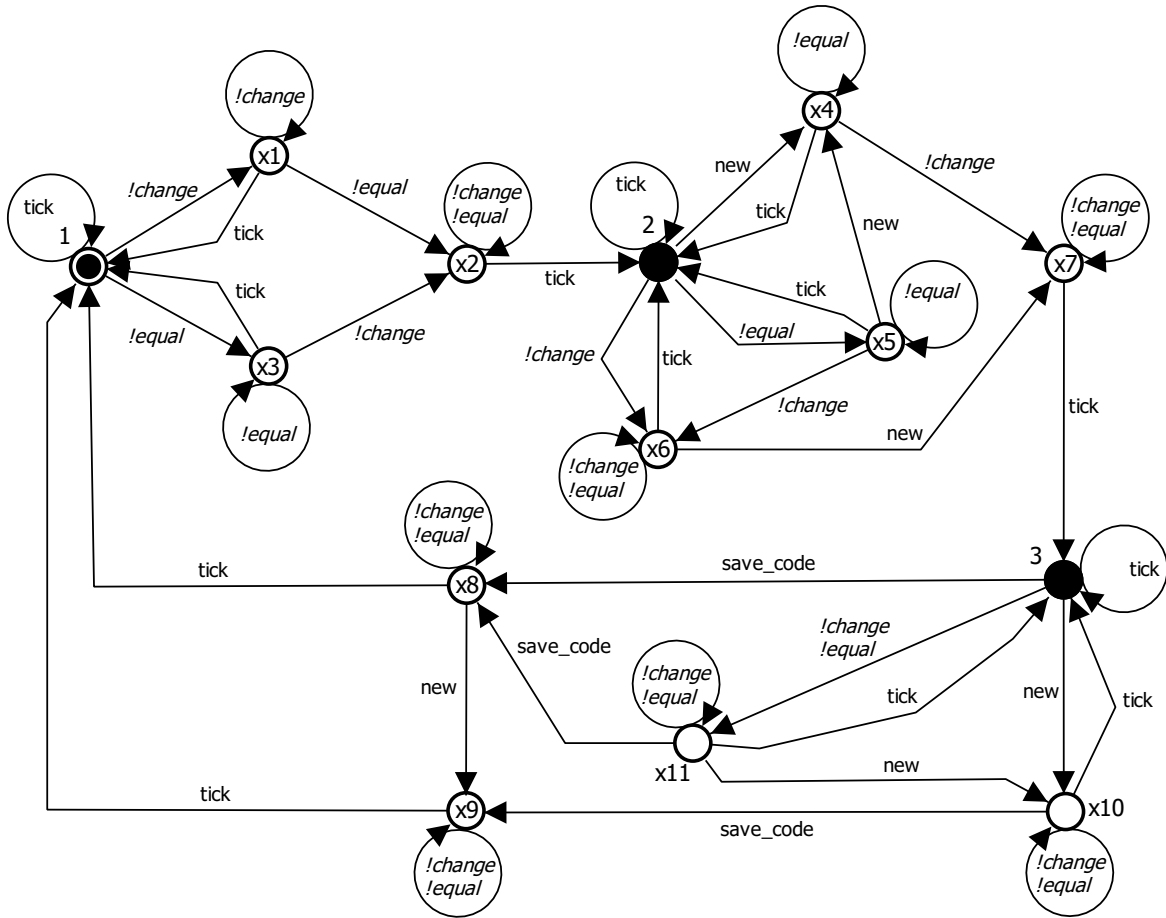 !equal
x4
!change
x1
!change
!equal
new
!change
!change
!equal
tick
tick
!change
!equal
1
tick
2
tick
new
x2
tick
x7
tick
tick
!equal
!equal
!change
!equal
!change
tick
x5
x3
!change
tick
!equal
new
x6
!change
!equal
!change
!equal
tick
save_code
3
tick
x8
tick
!change
!equal
save_code
!change
!equal
new
tick
new
tick
x11
new
tick
x9
x10
save_code
!change
!equal
!change
!equal